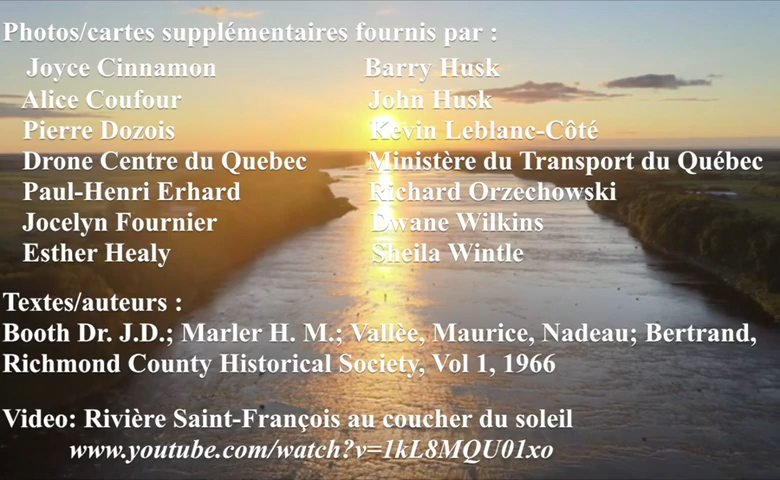 Photos/cartes supplémentaires fournis par :
Joyce Cinnamon Barry Husk
Alice Coufour John Husk
Pierre Dozois Kevin Leblanc-Côté
Drone Centre du Quebec Ministère du Transport du Québec
Paul-Henri Erhard Richard Orzechowski
Jocelyn Fournier Dwane Wilkins
Esther Healy Sheila Wintle
Textes/auteurs :
Booth Dr. J.D.; Marler H. M.; Vallèe, Maurice, Nadeau; Bertrand,
Richmond County Historical Society, Vol 1, 1966
Video: Rivière Saint-François au coucher du soleil
www.youtube.com/watch?v=1kL8MQU01xo